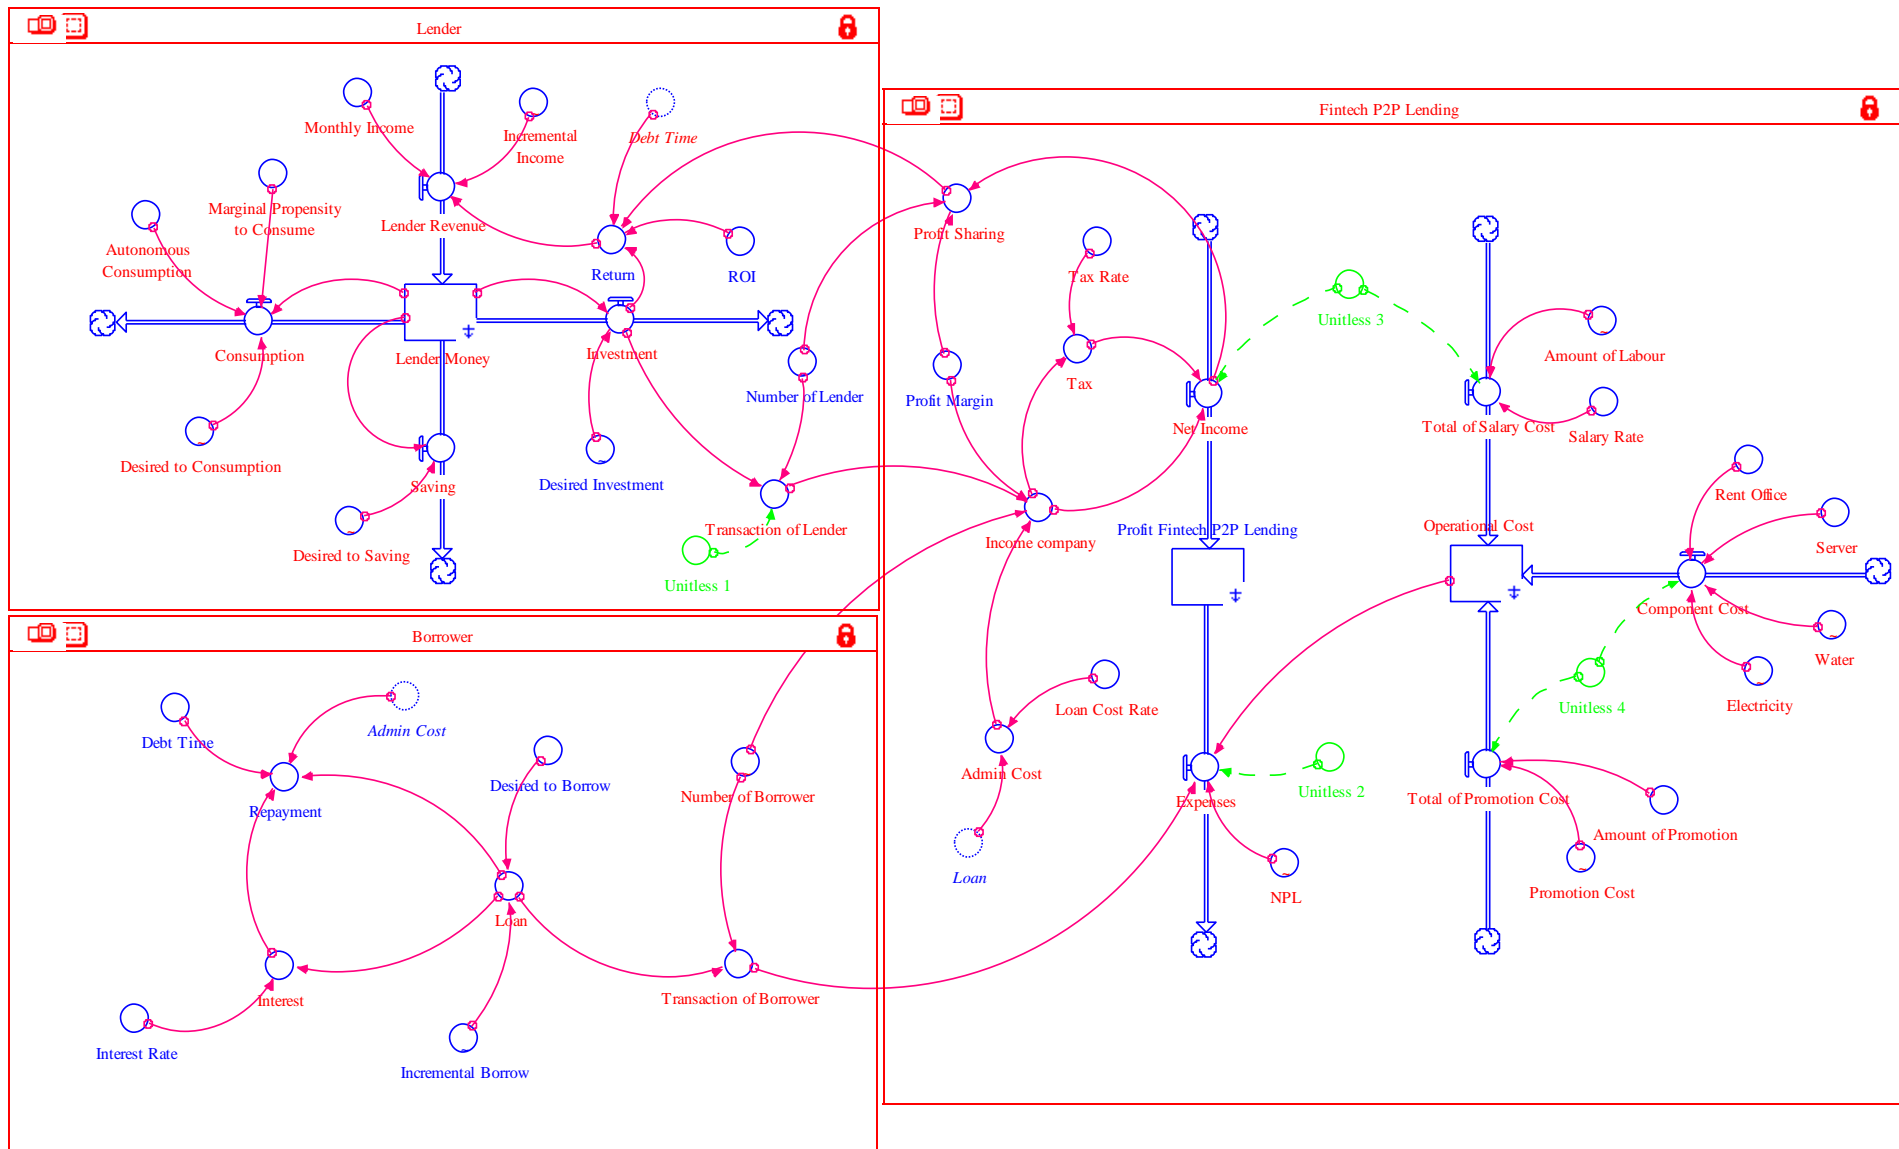 Lender
Monthly Income
Incremental
Income
Debt Time
Marginal Propensity
to Consume
Autonomous
Consumption
Lender Revenue
Return
ROI
Consumption
Lender Money
Investment
Number of Lender
Desired to Consumption
Saving
Desired Investment
Desired to Saving
Transaction of Lender
Unitless 1
Fintech P2P Lending
Profit Sharing
Tax Rate
Unitless 3
Amount of Labour
Tax
Profit Margin
Net Income
Total of Salary Cost
Salary Rate
Rent Office
Income company
Profit Fintech P2P Lending
Operational Cost
Server
Component Cost
Water
Electricity
Unitless 4
Loan Cost Rate
Admin Cost
Expenses
Unitless 2
Total of Promotion Cost
Amount of Promotion
Loan
NPL
Promotion Cost
Borrower
Debt Time
Admin Cost
Desired to Borrow
Number of Borrower
Repayment
Loan
Interest
Transaction of Borrower
Interest Rate
Incremental Borrow